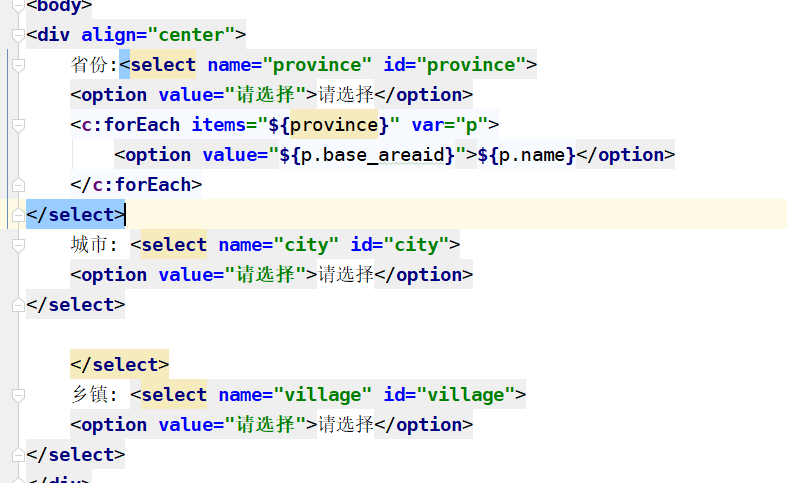 <body>
<div align="center">
省份:<select name="province" id="province">
<option value="请选择">请选择</option>
<c:forEach items="${province}" var="p">
<option value="${p.base_areaid}">${p.name}</option>
</c:forEach>
</select>
城市: <select name="city" id="city">
<option value="请选择">请选择</option>
</select>
</select>
乡镇: <select name="village" id="village">
<option value="请选择">请选择</option>
</select>
</div>